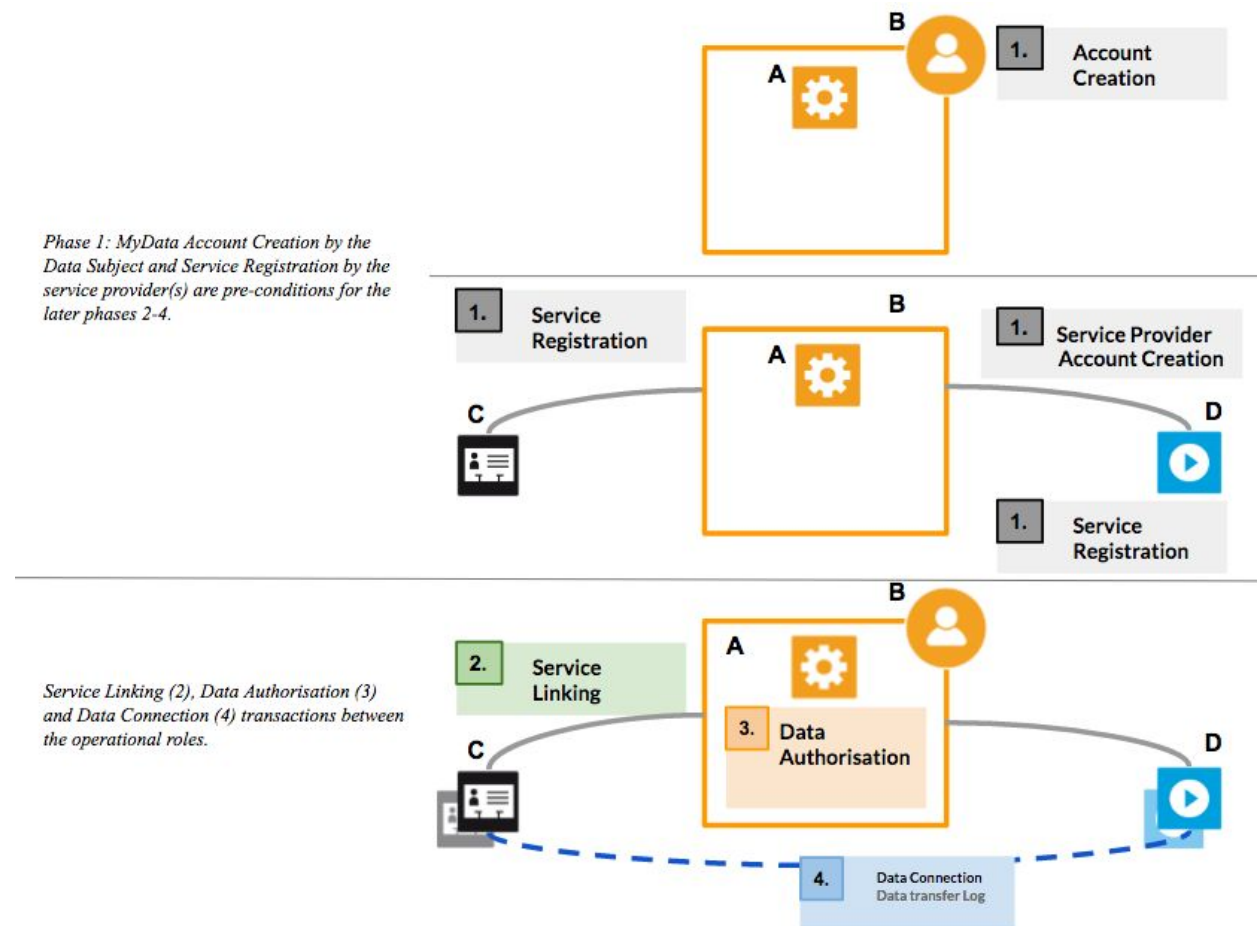 B
1.
Account
Creation
A
Phase 1: MyData Account Creation by the
Data Subject and Service Registration by the
service provider(s) are pre-conditions for the
later phases 2-4.
1.
Service
Registration
B
A
1.
Service Provider
Account Creation
C
D
1.
Service
Registration
B
2.
Service
Linking
A
Service Linking (2), Data Authorisation (3)
and Data Connection (4) transactions between
the operational roles.
3.
Data
Authorisation
C
D
4.
Data Connection
Data transfer Log